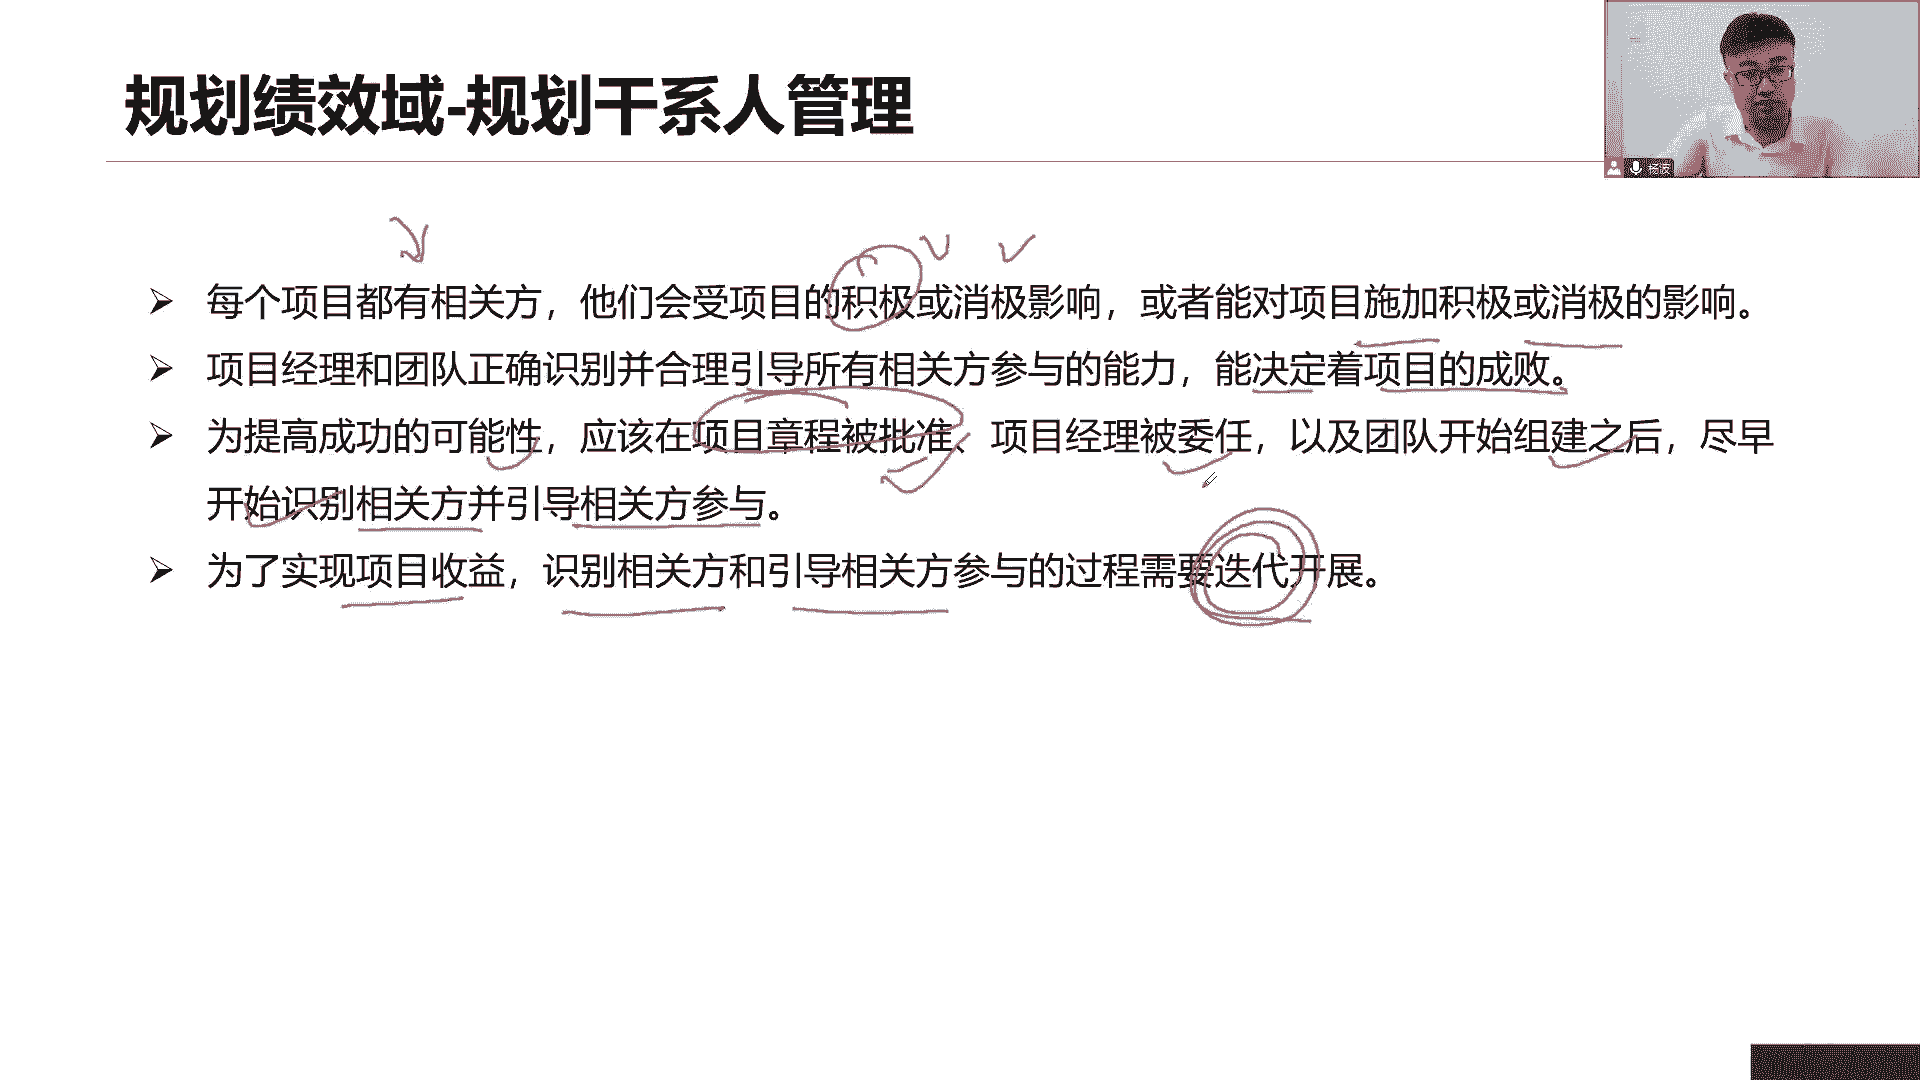 规划绩效域-规划干系人管理
杨波
➢ 每个项目都有相关方，他们会受项目的积极或消极影响，或者能对项目施加积极或消极的影响。
➢ 项目经理和团队正确识别并合理引导所有相关方参与的能力，能决定着项目的成败。
➢ 为提高成功的可能性，应该在项目章程被批准、项目经理被委任，以及团队开始组建之后，尽早
开始识别相关方并引导相关方参与。
➢ 为了实现项目收益，识别相关方和引导相关方参与的过程需要迭代开展。